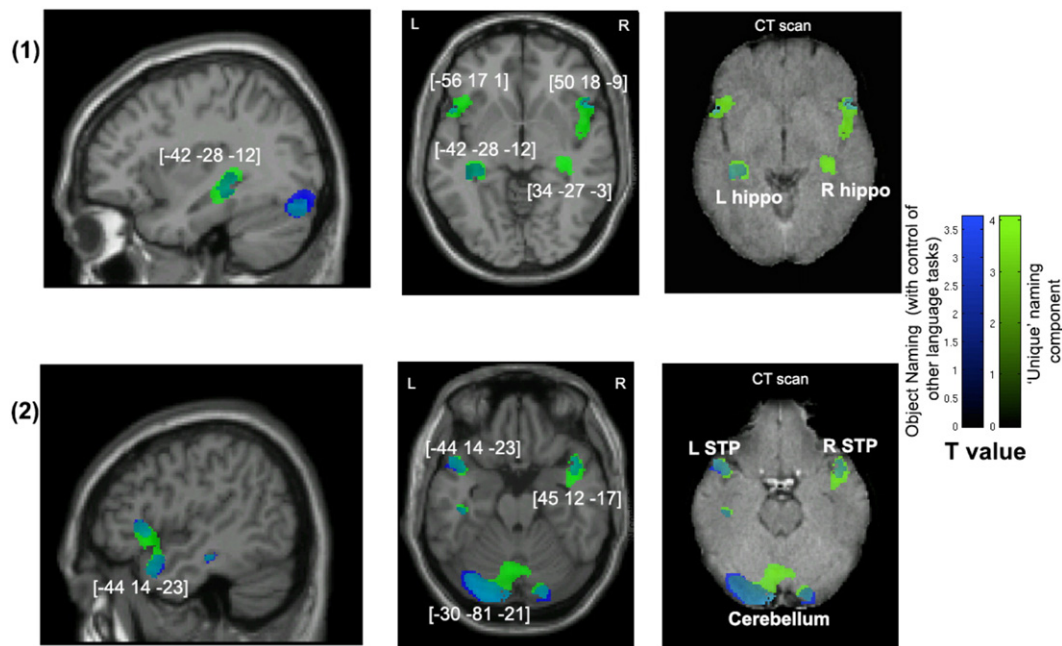 (1)
[-42 -28 -12]
L
R
[-56 17 1]
[50 18 -9]
[-42 -28 -12]
[34 -27 -3]
CT scan
L hippo
R hippo
(2)
[-44 14 -23]
L
R
[-44 14 -23]
[45 12 -17]
[-30 -81 -21]
CT scan
L STP
R STP
Cerebellum
Object Naming (with control of
other language tasks)
3.5
3
2.5
2
1.5
1
0.5
0
4
3
2
1
0
'Unique' naming
component
T value